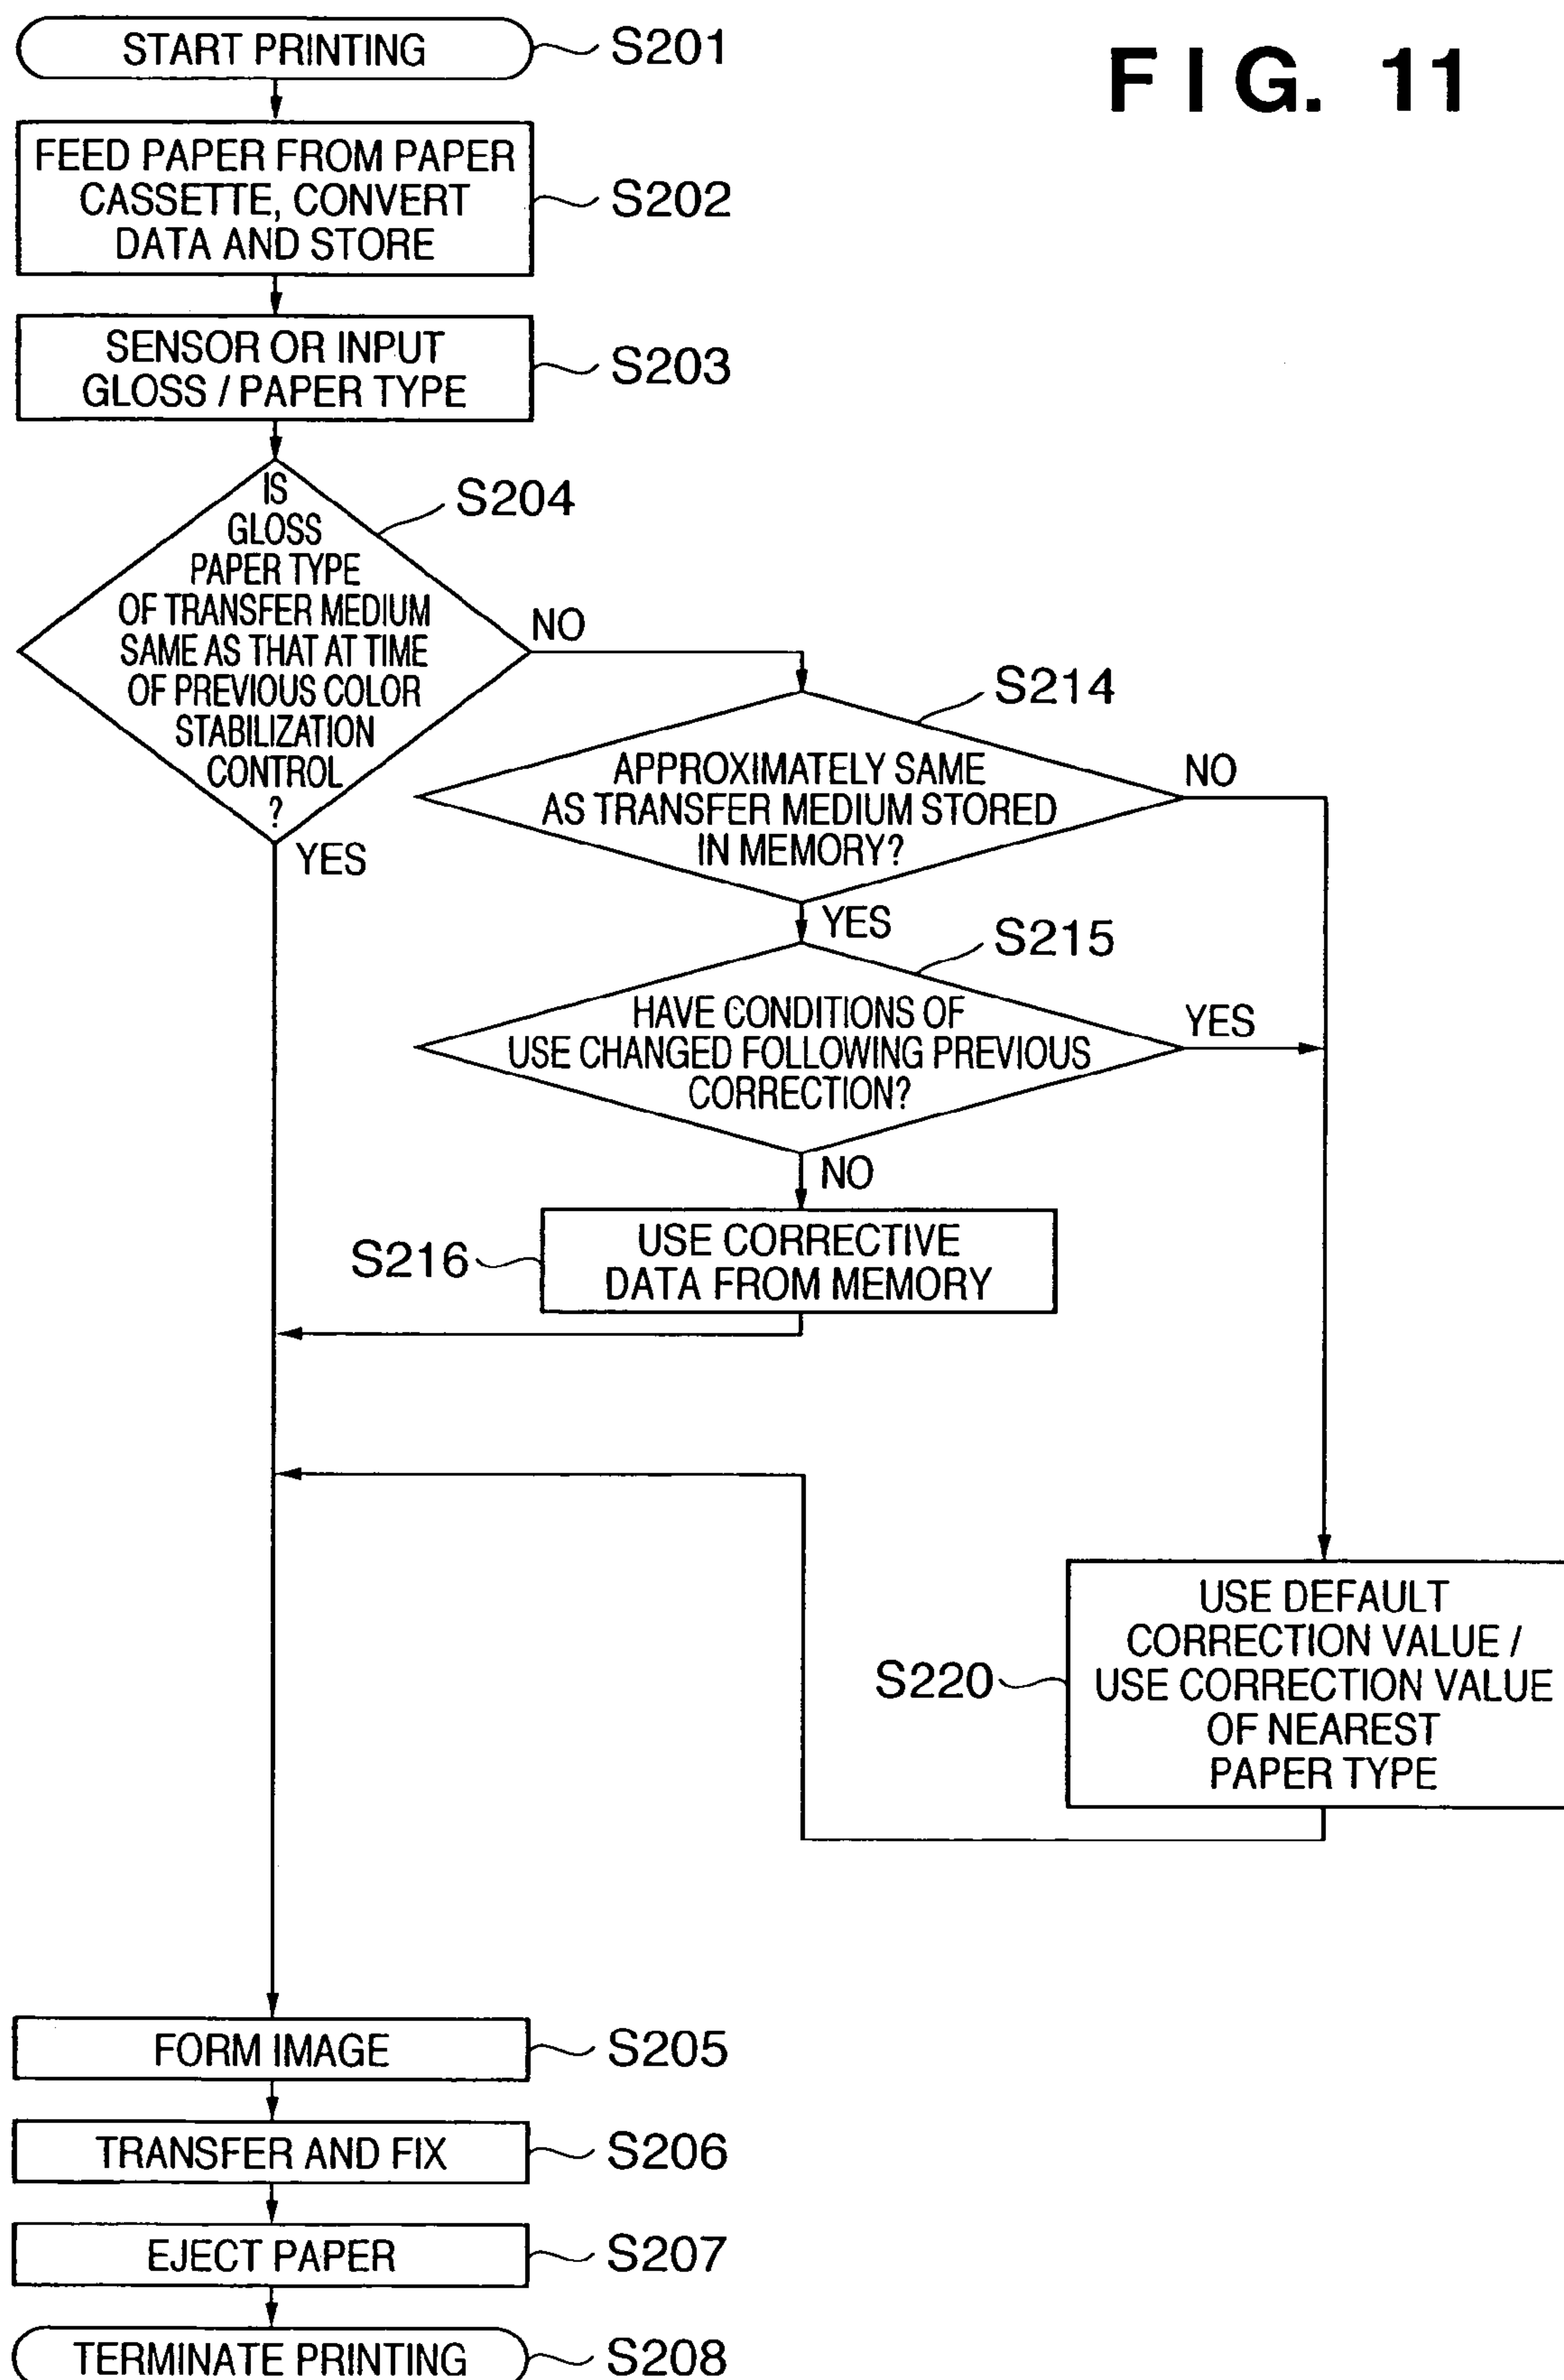 FIG. 11
START PRINTING
S201
FEED PAPER FROM PAPER
CASSETTE, CONVERT
DATA AND STORE
S202
SENSOR OR INPUT
GLOSS / PAPER TYPE
S203
IS
GLOSS
PAPER TYPE
OF TRANSFER MEDIUM
SAME AS THAT AT TIME
OF PREVIOUS COLOR
STABILIZATION
CONTROL
?
S204
NO
YES
S214
APPROXIMATELY SAME
AS TRANSFER MEDIUM STORED
IN MEMORY?
NO
YES
S215
HAVE CONDITIONS OF
USE CHANGED FOLLOWING PREVIOUS
CORRECTION?
YES
NO
S216
USE CORRECTIVE
DATA FROM MEMORY
S220
USE DEFAULT
CORRECTION VALUE /
USE CORRECTION VALUE
OF NEAREST
PAPER TYPE
FORM IMAGE
S205
TRANSFER AND FIX
S206
EJECT PAPER
S207
TERMINATE PRINTING
S208